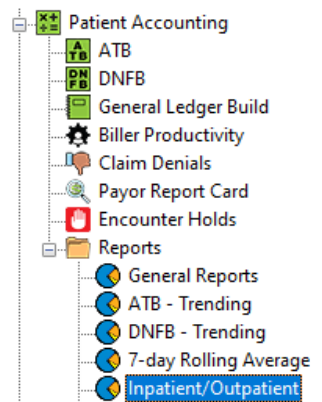 Patient Accounting
ATB
DNFB
General Ledger Build
Biller Productivity
Claim Denials
Payor Report Card
Encounter Holds
Reports
General Reports
ATB - Trending
DNFB - Trending
7-day Rolling Average
Inpatient/Outpatient